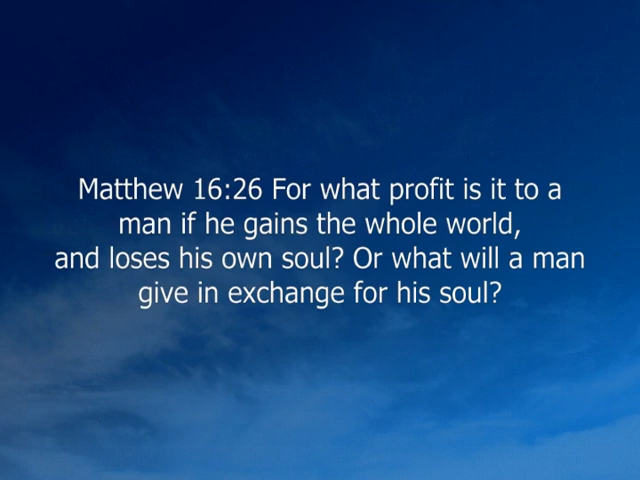 Matthew 16:26 For what profit is it to a
man if he gains the whole world,
and loses his own soul? Or what will a man
give in exchange for his soul?